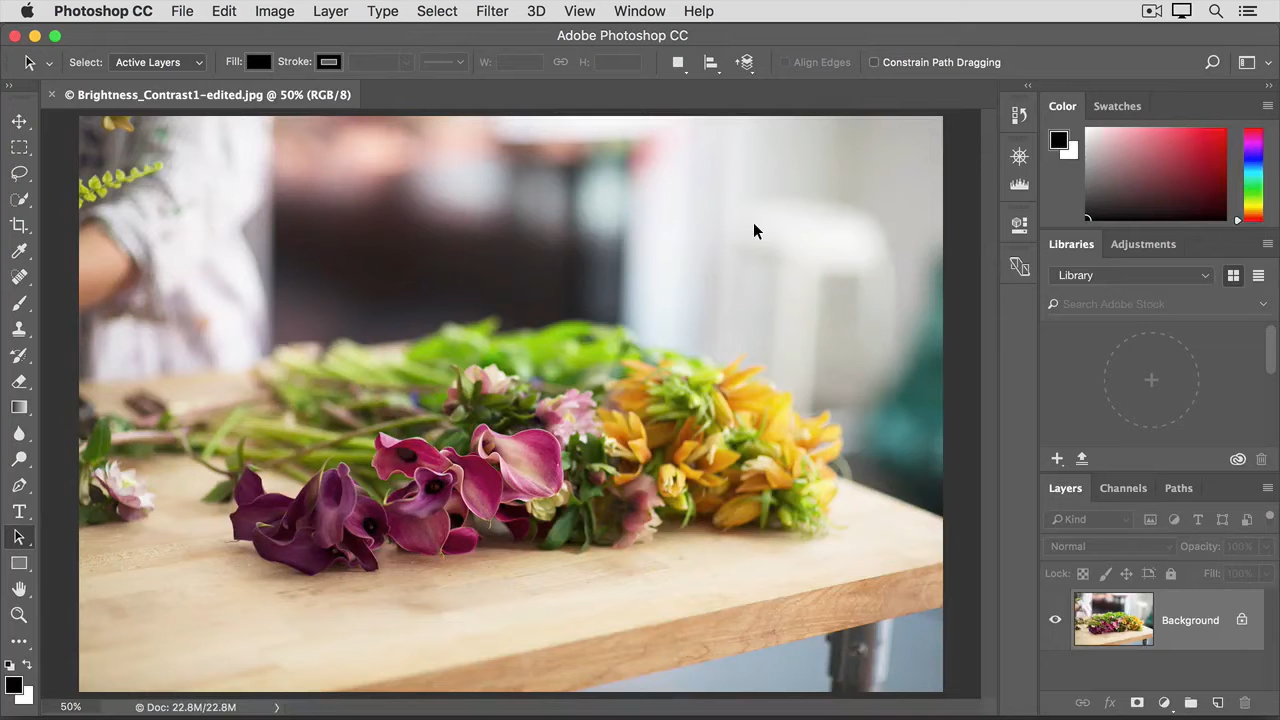 Photoshop CC File Edit Image Layer Type Select Filter 3D View Window Help
Adobe Photoshop CC
Select: Active Layers Fill: Stroke: W: H: Align Edges Constrain Path Dragging
© Brightness_Contrast1-edited.jpg @ 50% (RGB/8)
Color Swatches
Libraries Adjustments
Library
Search Adobe Stock
Layers Channels Paths
Kind
Normal Opacity: 100%
Lock: Fill: 100%
Background
50% © Doc: 22.8M/22.8M